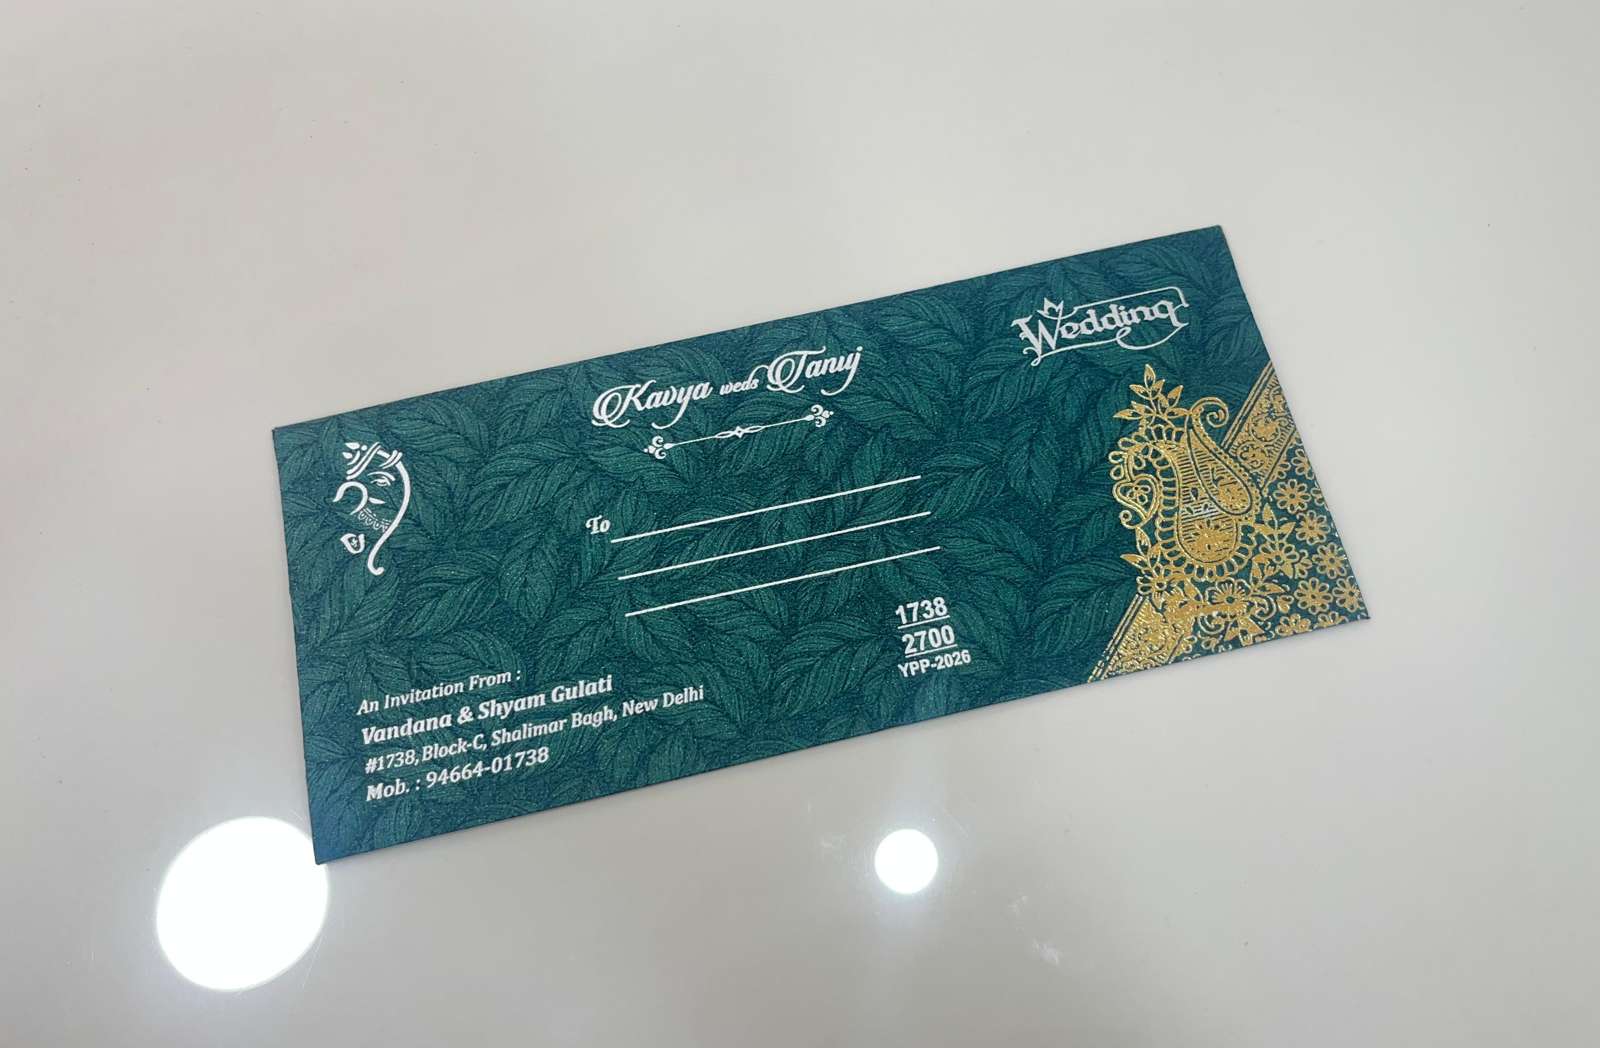 Wedding
Kavya weds Tanuj
To
1738
2700
YPP-2026
An Invitation From :
Vandana & Shyam Gulati
#1738, Block-C, Shalimar Bagh, New Delhi
Mob. : 94664-01738